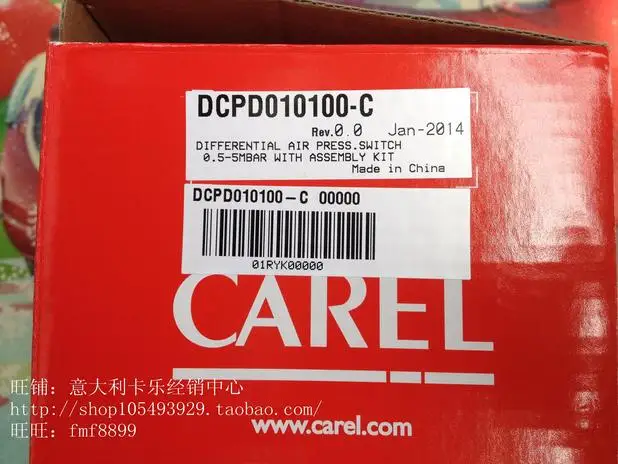 DCPD010100-C
Rev.0.0 Jan-2014
DIFFERENTIAL AIR PRESS.SWITCH
0.5-5MBAR WITH ASSEMBLY KIT
Made in China
DCPD010100-C 00000
01RYK00000
CAREL
www.carel.com
旺铺：意大利卡乐经销中心
http://shop105493929.taobao.com/
旺旺：fmf8899